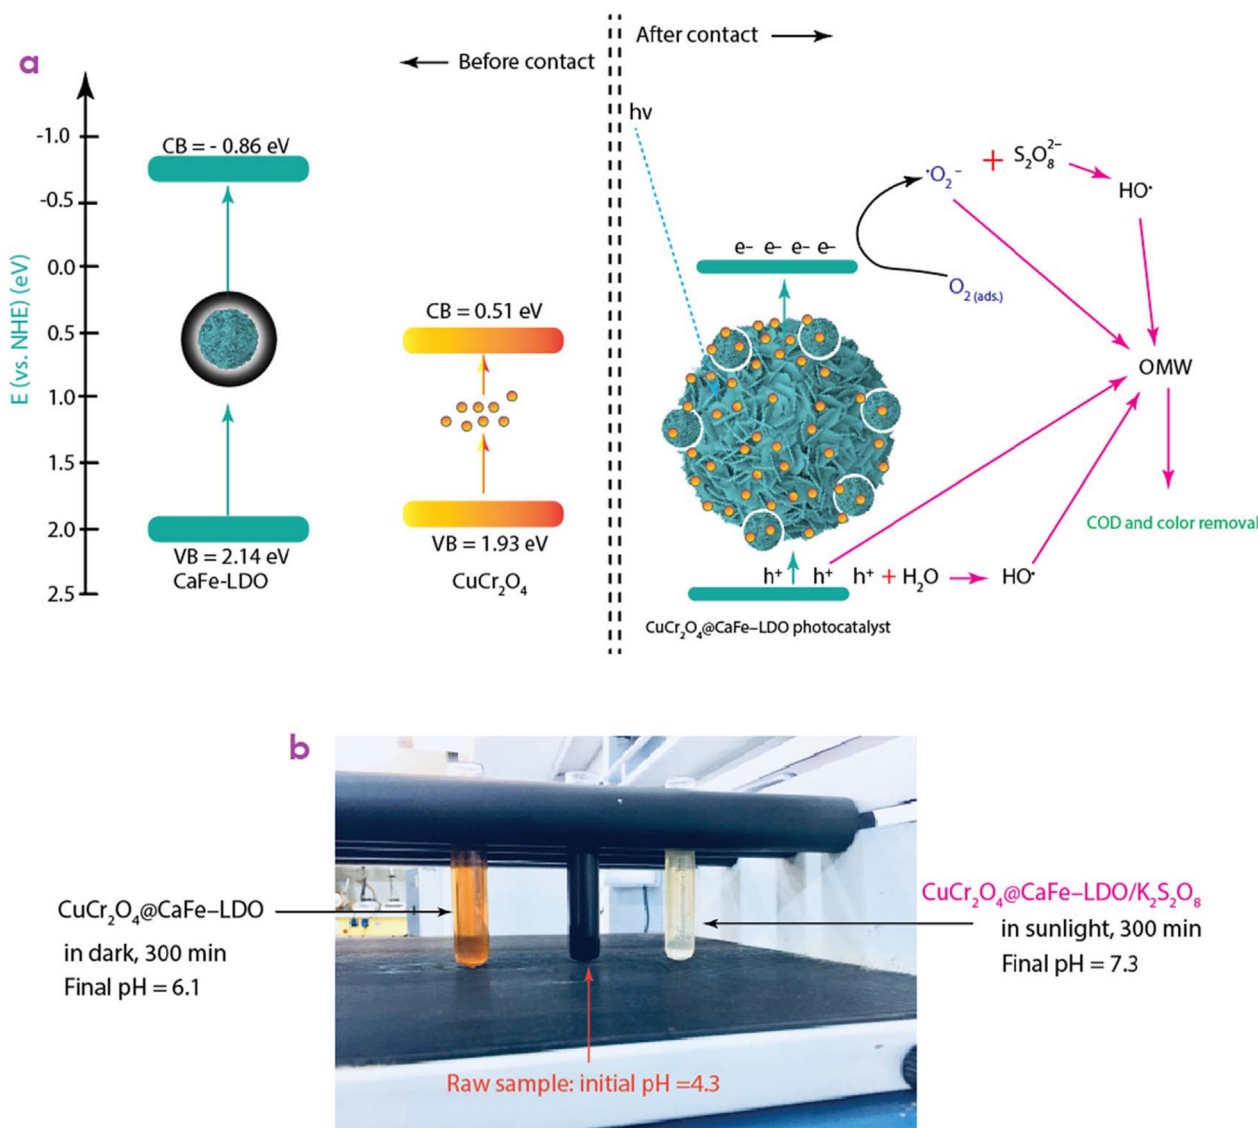 a
← Before contact
After contact →
E (vs. NHE) (eV)
-1.0
-0.5
0.0
0.5
1.0
1.5
2.0
2.5
CB = - 0.86 eV
VB = 2.14 eV
CaFe-LDO
CB = 0.51 eV
VB = 1.93 eV
CuCr₂O₄
hν
e- e- e- e-
·O₂⁻ + S₂O₈²⁻
HO·
O₂ (ads.)
OMW
COD and color removal
h⁺ h⁺ h⁺ + H₂O → HO·
CuCr₂O₄@CaFe–LDO photocatalyst
b
CuCr₂O₄@CaFe–LDO
in dark, 300 min
Final pH = 6.1
CuCr₂O₄@CaFe–LDO/K₂S₂O₈
in sunlight, 300 min
Final pH = 7.3
Raw sample: initial pH =4.3